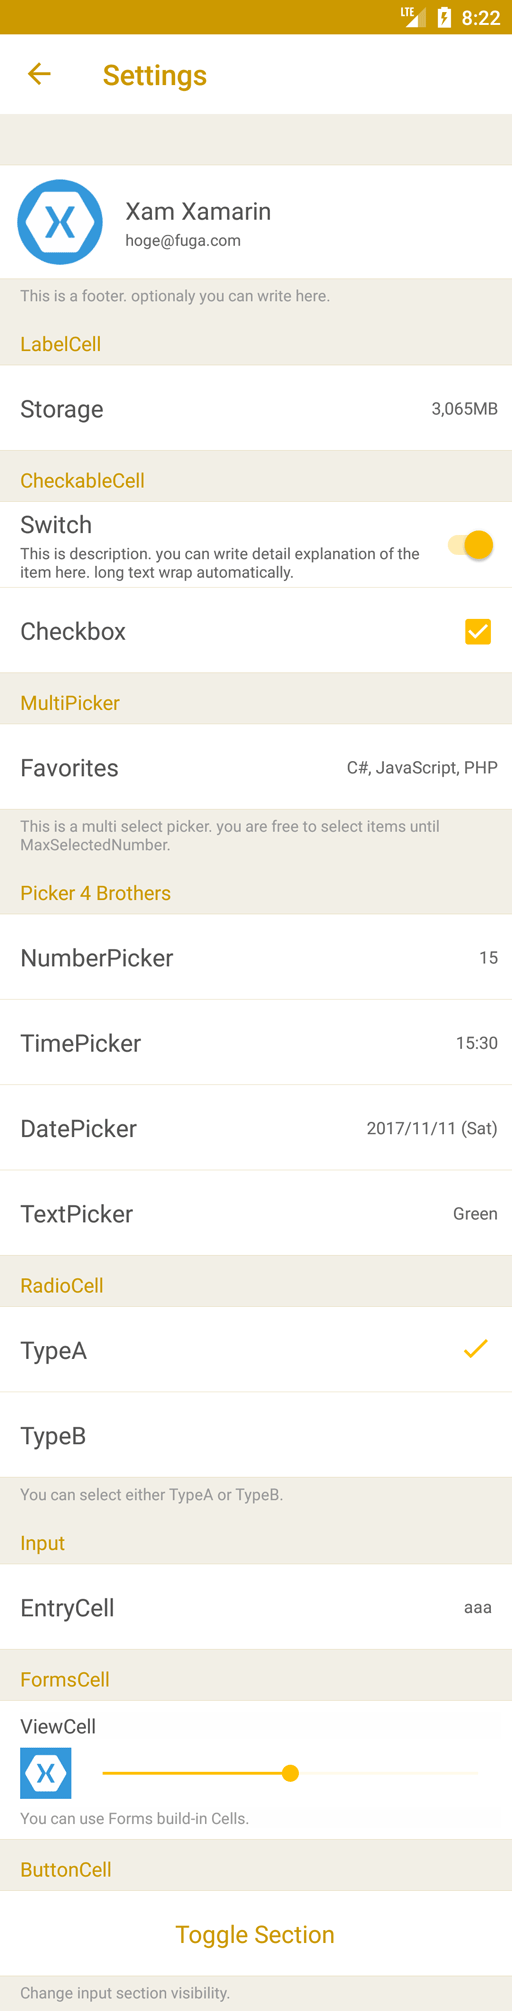 LTE 8:22
Settings
Xam Xamarin
hoge@fuga.com
This is a footer. optionaly you can write here.
LabelCell
Storage 3,065MB
CheckableCell
Switch
This is description. you can write detail explanation of the
item here. long text wrap automatically.
Checkbox
MultiPicker
Favorites C#, JavaScript, PHP
This is a multi select picker. you are free to select items until
MaxSelectedNumber.
Picker 4 Brothers
NumberPicker 15
TimePicker 15:30
DatePicker 2017/11/11 (Sat)
TextPicker Green
RadioCell
TypeA
TypeB
You can select either TypeA or TypeB.
Input
EntryCell aaa
FormsCell
ViewCell
You can use Forms build-in Cells.
ButtonCell
Toggle Section
Change input section visibility.